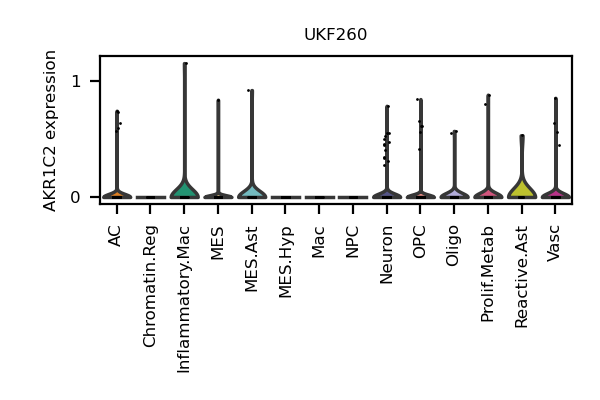 UKF260
AKR1C2 expression
1
0
AC
Chromatin.Reg
Inflammatory.Mac
MES
MES.Ast
MES.Hyp
Mac
NPC
Neuron
OPC
Oligo
Prolif.Metab
Reactive.Ast
Vasc